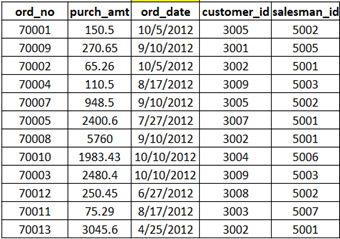 ord_no purch_amt ord_date customer_id salesman_id
70001 150.5 10/5/2012 3005 5002
70009 270.65 9/10/2012 3001 5005
70002 65.26 10/5/2012 3002 5001
70004 110.5 8/17/2012 3009 5003
70007 948.5 9/10/2012 3005 5002
70005 2400.6 7/27/2012 3007 5001
70008 5760 9/10/2012 3002 5001
70010 1983.43 10/10/2012 3004 5006
70003 2480.4 10/10/2012 3009 5003
70012 250.45 6/27/2012 3008 5002
70011 75.29 8/17/2012 3003 5007
70013 3045.6 4/25/2012 3002 5001